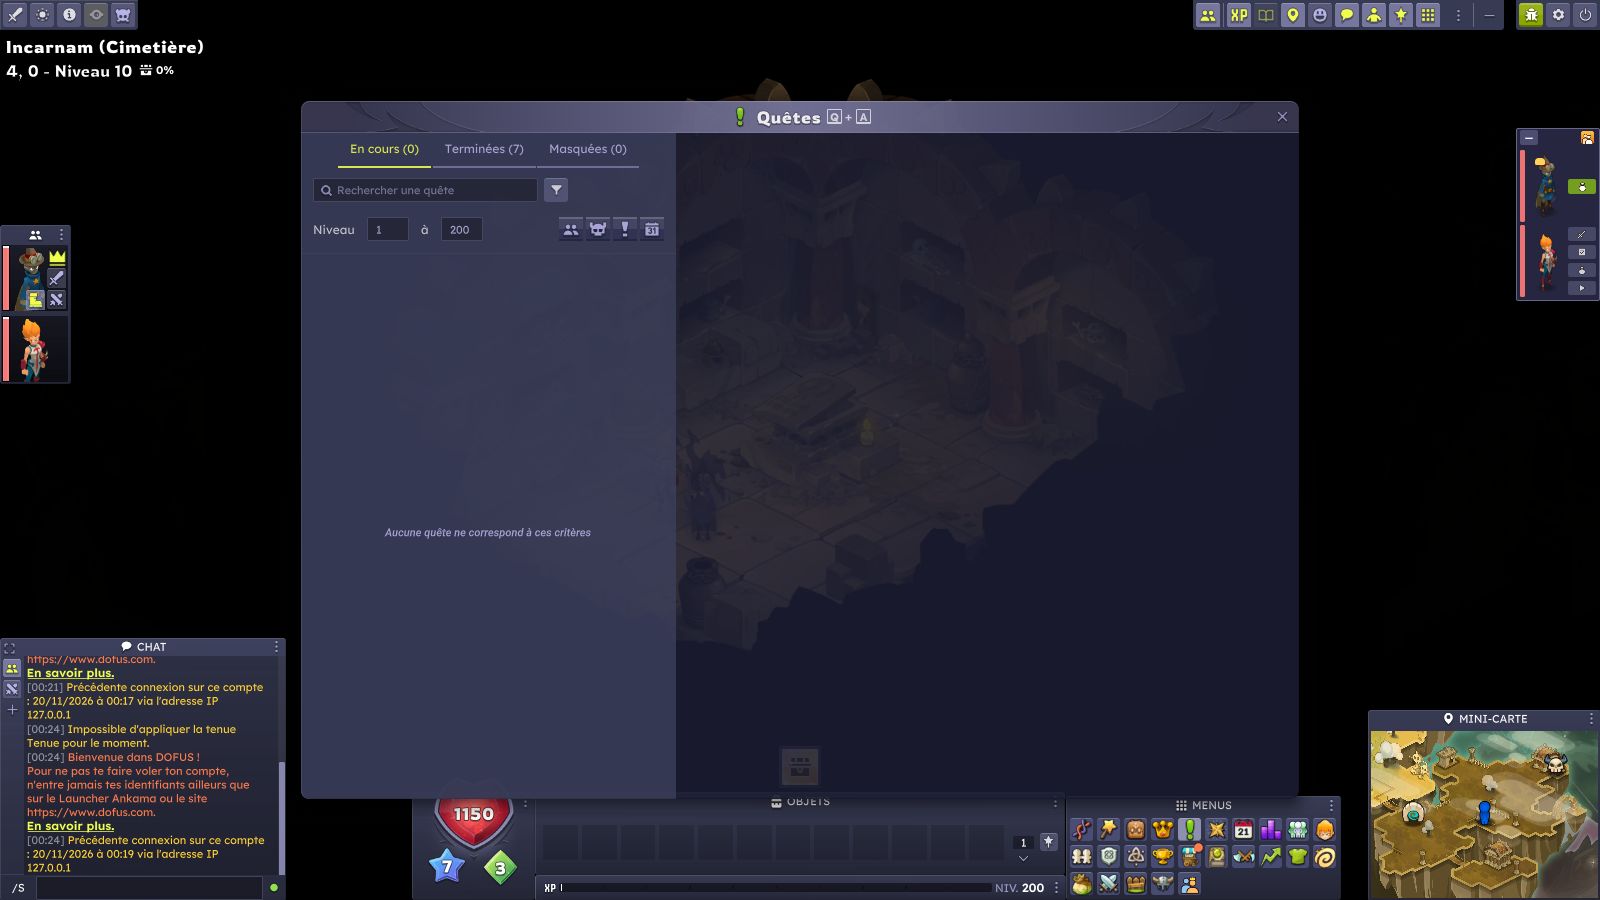 XP
Incarnam (Cimetière)
4, 0 - Niveau 10 0%
Quêtes Q + A
En cours (0) Terminées (7) Masquées (0)
Rechercher une quête
Niveau 1 à 200
31
Aucune quête ne correspond à ces critères
CHAT
https://www.dofus.com.
En savoir plus.
[00:21] Précédente connexion sur ce compte
: 20/11/2026 à 00:17 via l'adresse IP
127.0.0.1
[00:24] Impossible d'appliquer la tenue
Tenue pour le moment.
[00:24] Bienvenue dans DOFUS !
Pour ne pas te faire voler ton compte,
n'entre jamais tes identifiants ailleurs que
sur le Launcher Ankama ou le site
https://www.dofus.com.
En savoir plus.
[00:24] Précédente connexion sur ce compte
: 20/11/2026 à 00:19 via l'adresse IP
127.0.0.1
/S
1150
7
3
OBJETS
1
XP NIV. 200
MENUS
21
MINI-CARTE